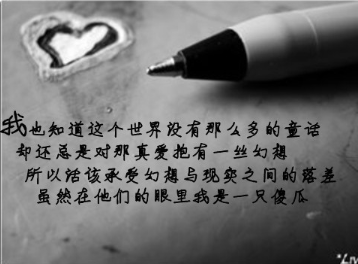 我也知道这个世界没有那么多的童话
却还总是对那真爱抱有一丝幻想
所以活该承受幻想与现实之间的落差
虽然在他们的眼里我是一只傻瓜